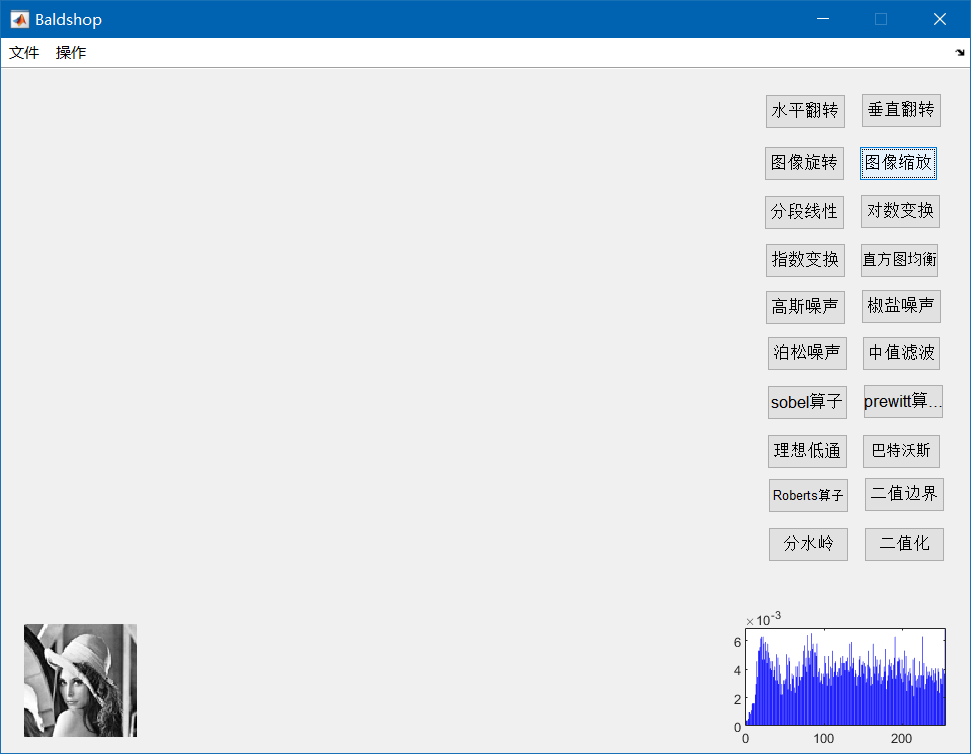 Baldshop
文件 操作
水平翻转 垂直翻转
图像旋转 图像缩放
分段线性 对数变换
指数变换 直方图均衡
高斯噪声 椒盐噪声
泊松噪声 中值滤波
sobel算子 prewitt算...
理想低通 巴特沃斯
Roberts算子 二值边界
分水岭 二值化
×10⁻³
6
4
2
0
0 100 200